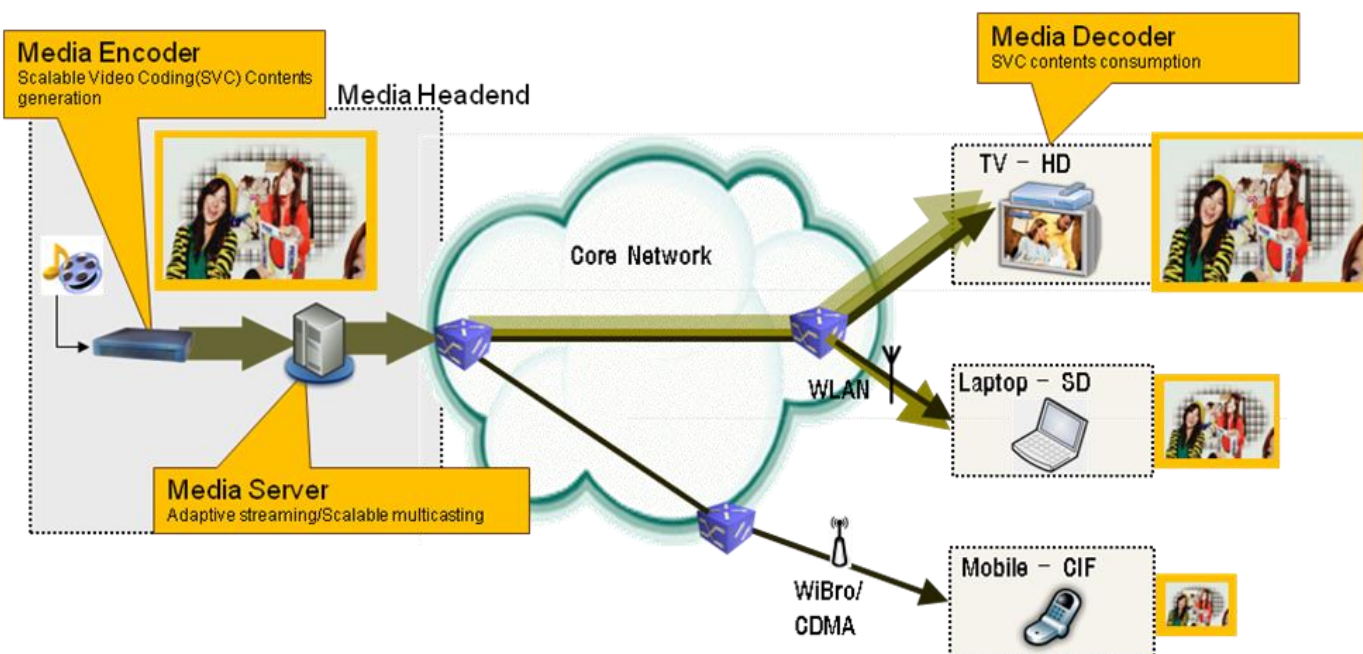 Media Encoder
Scalable Video Coding(SVC) Contents
generation
Media Headend
Media Decoder
SVC contents consumption
TV - HD
Core Network
WLAN
Laptop - SD
Media Server
Adaptive streaming/Scalable multicasting
WiBro/
CDMA
Mobile - CIF